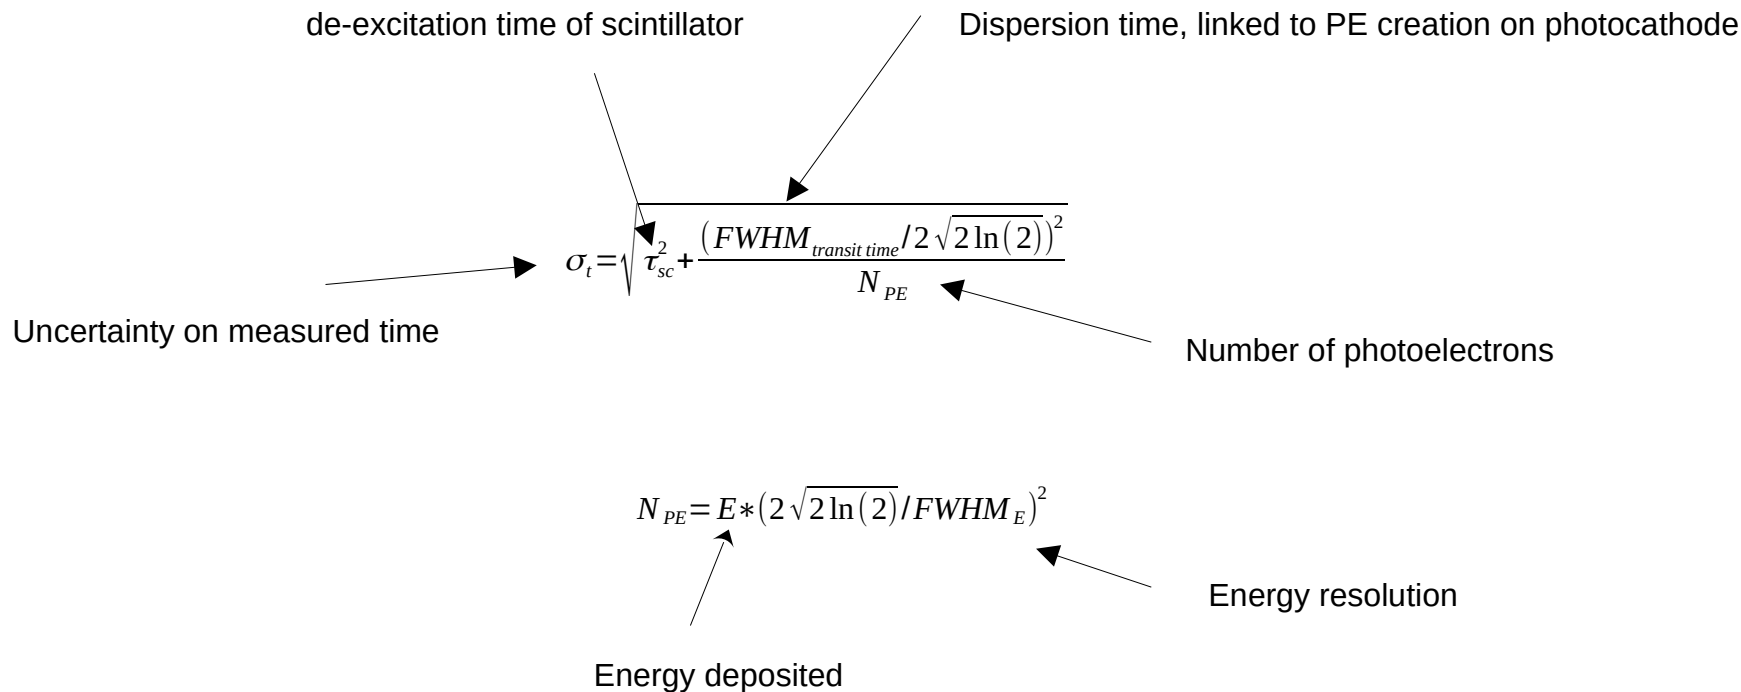 de-excitation time of scintillator
Dispersion time, linked to PE creation on photocathode
σ_t=√(τ_sc^2+(FWHM_transit time/2√(2ln(2)))^2/N_PE)
Uncertainty on measured time
Number of photoelectrons
N_PE=E*(2√(2ln(2))/FWHM_E)^2
Energy resolution
Energy deposited